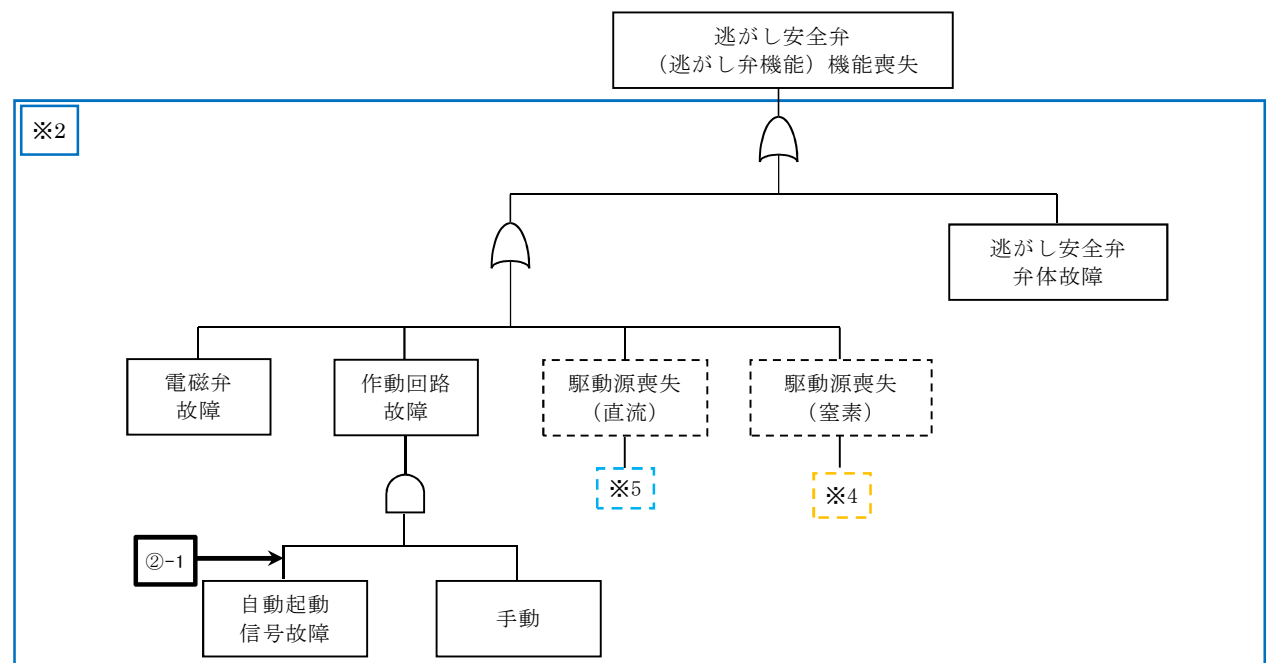 逃がし安全弁
（逃がし弁機能）機能喪失
※2
逃がし安全弁
弁体故障
電磁弁
故障
作動回路
故障
駆動源喪失
（直流）
駆動源喪失
（窒素）
※5
※4
②-1
自動起動
信号故障
手動